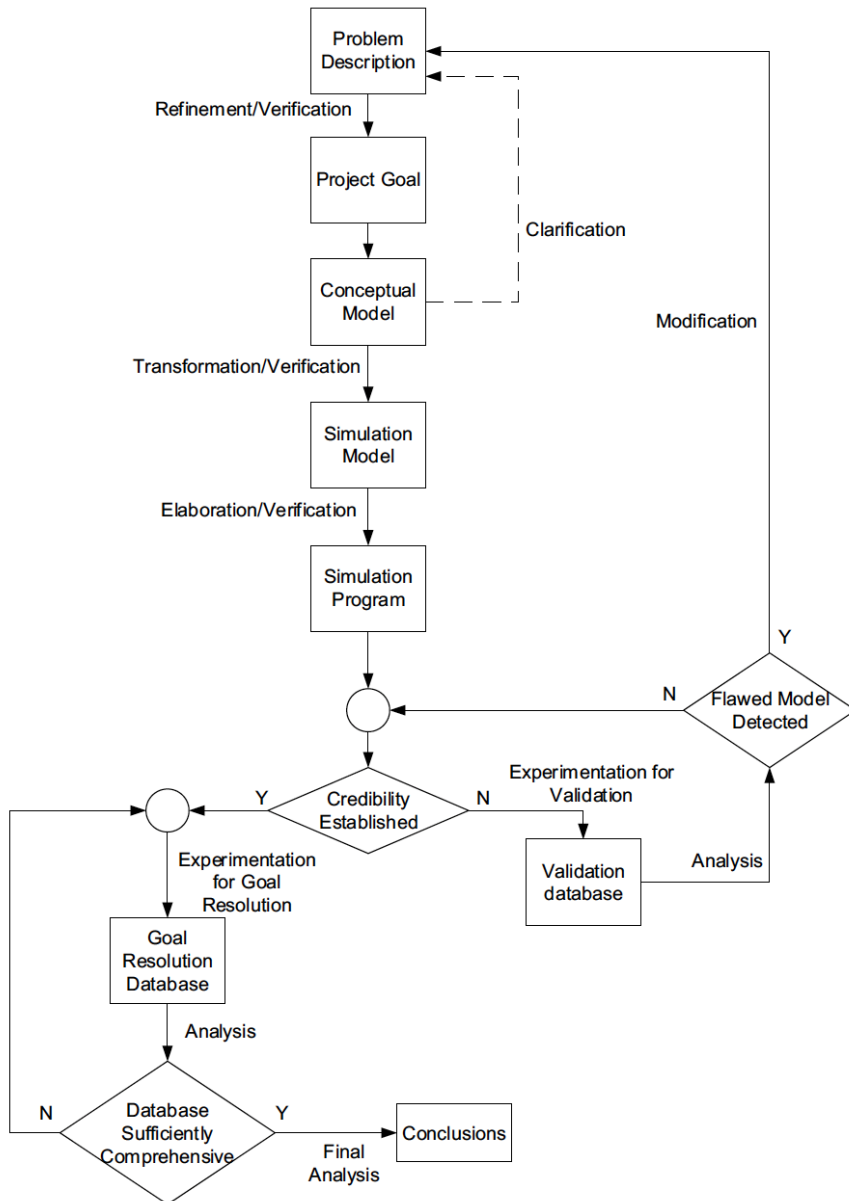 Problem
Description
Refinement/Verification
Project Goal
Clarification
Conceptual
Model
Modification
Transformation/Verification
Simulation
Model
Elaboration/Verification
Simulation
Program
Y
N
Flawed Model
Detected
Experimentation for
Validation
Y
Credibility
Established
N
Experimentation
for Goal
Resolution
Validation
database
Analysis
Goal
Resolution
Database
Analysis
N
Database
Sufficiently
Comprehensive
Y
Conclusions
Final
Analysis